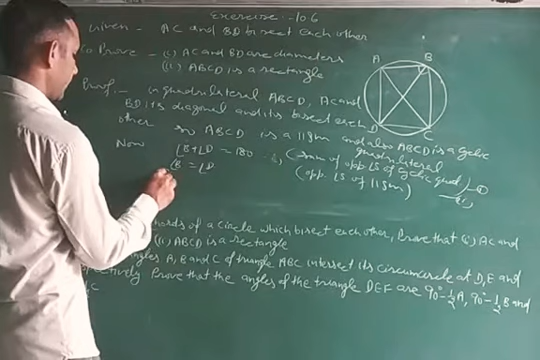 Exercise - 10.6
Given - AC and BD bisect each other
To Prove - (i) AC and BD are diameters
(ii) ABCD is a rectangle
A B
Proof:- in quadrilateral ABCD, AC and
BD its diagonal and its bisect each
D
C
other so ABCD is a ||gm and also ABCD is a cyclic
quadrilateral
Now ∠B+∠D = 180 (sum of opp. ∠s of cyclic quad) - (i)
∠B = ∠D (opp. ∠s of ||gm)
chords of a circle which bisect each other, Prove that (i) AC and
(ii) ABCD is a rectangle
angles A, B and C of triangle ABC intersect its circumcircle at D, E and
Prove that the angles of the triangle DEF are 90°-½A, 90°-½B and
C